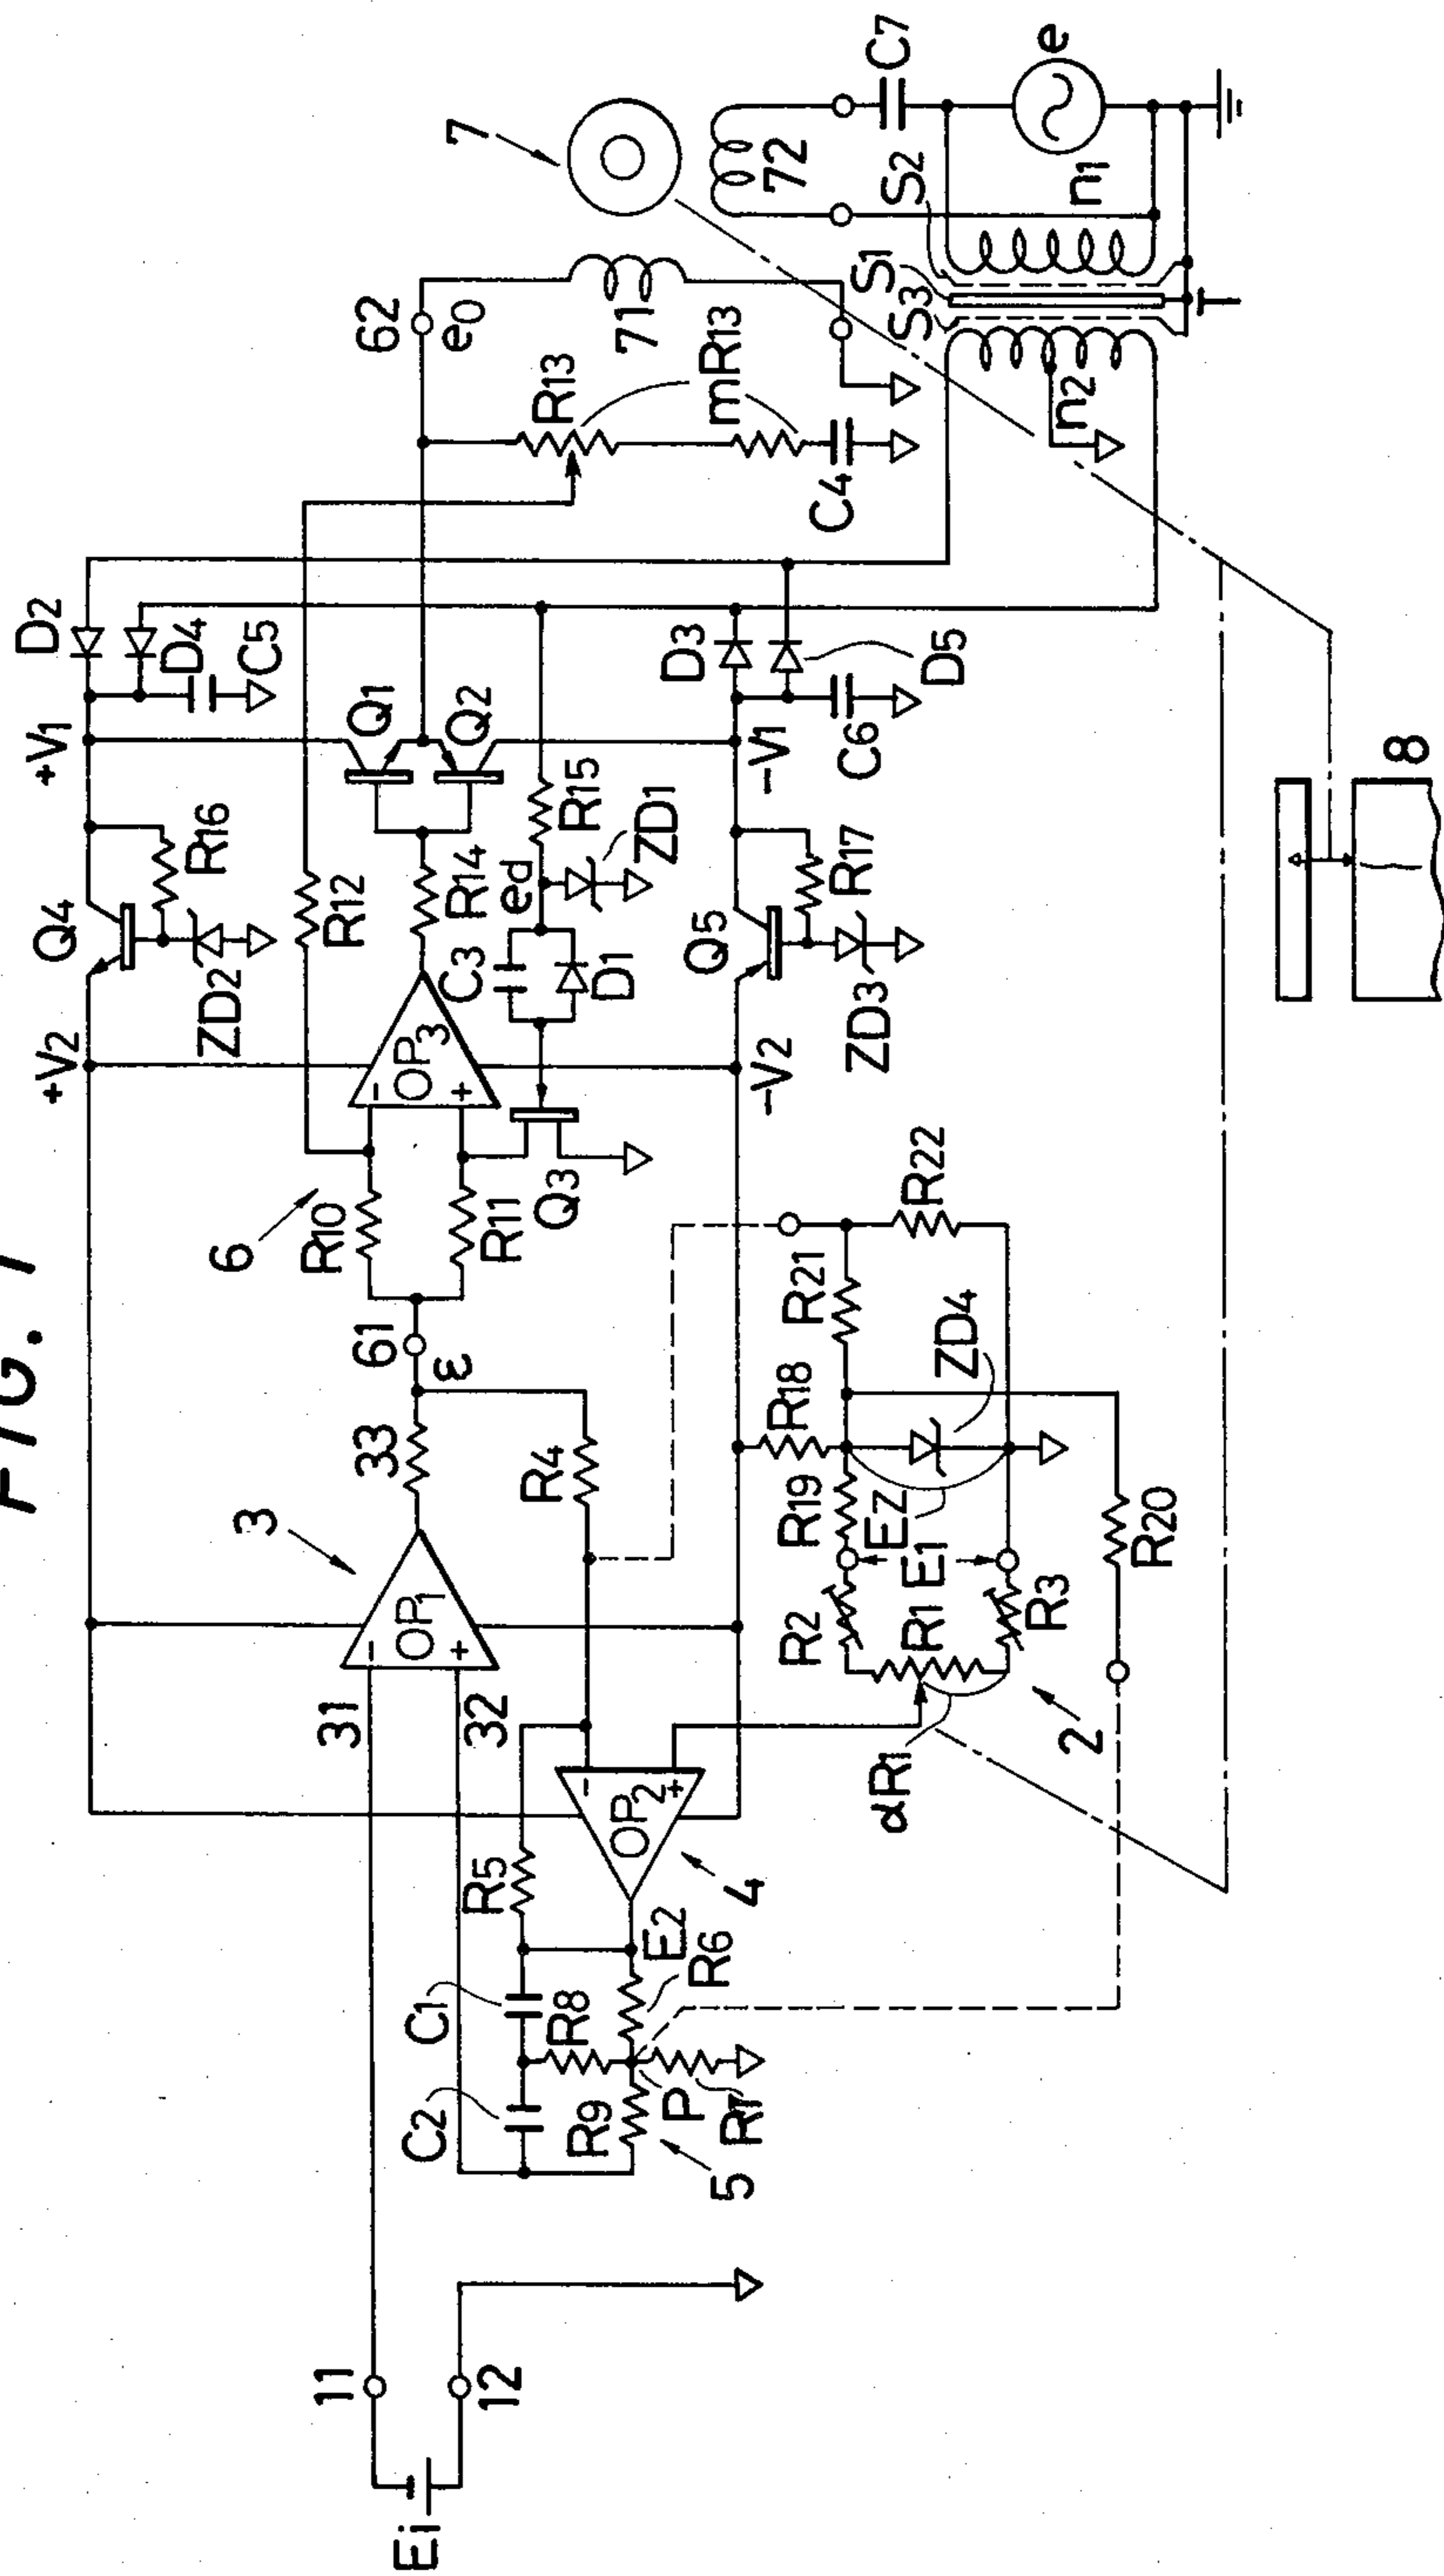 FIG. 1
Ei
11
12
31
32
3
OP1
-
+
33
ε
61
6
R10
R11
R12
OP3
-
+
Q3
R14
C3
D1
ed
R15
ZD1
Q1
Q2
+V2
Q4
R16
ZD2
+V1
D2
D4
C5
-V2
Q5
R17
ZD3
-V1
D3
D5
C6
62
e0
R13
mR13
C4
71
7
72
C7
e
S2
S1
S3
n1
n2
8
R4
R5
OP2
-
+
4
E2
R6
C1
C2
R8
R9
P
R7
5
αR1
2
R1
R2
R3
E1
EZ
R18
R19
R20
R21
R22
ZD4